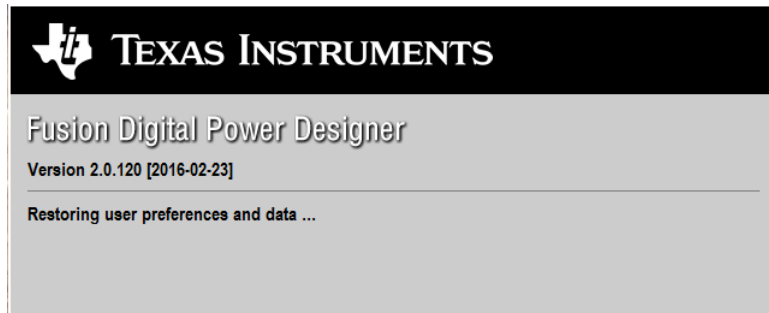 TEXAS INSTRUMENTS
Fusion Digital Power Designer
Version 2.0.120 [2016-02-23]
Restoring user preferences and data ...